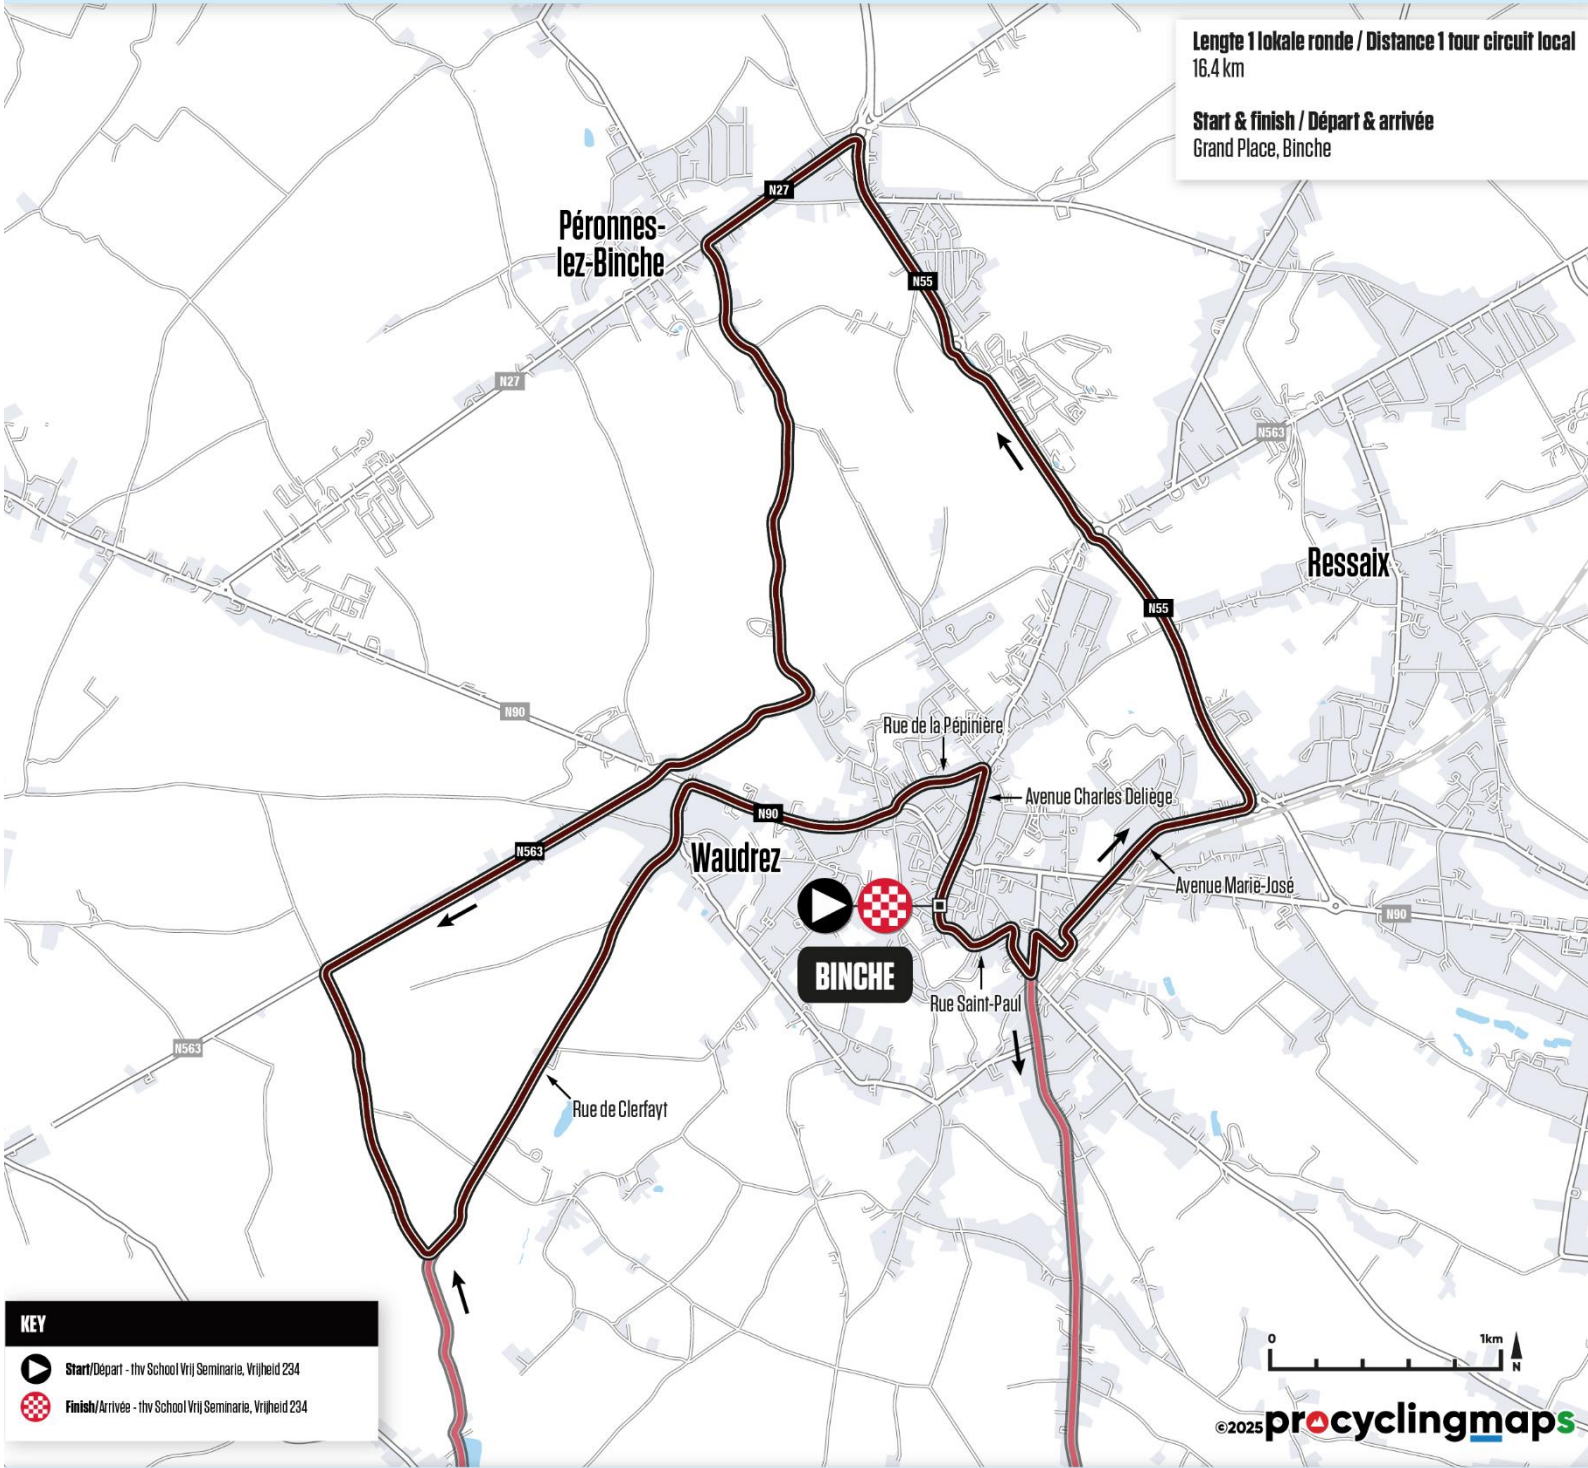 Lengte 1 lokale ronde / Distance 1 tour circuit local
16.4 km
Start & finish / Départ & arrivée
Grand Place, Binche
N27
Péronnes-
lez-Binche
N55
N27
N563
Ressaix
N55
N90
Rue de la Pépinière
Avenue Charles Deliège
N90
N563
Waudrez
Avenue Marie-José
N90
BINCHE
Rue Saint-Paul
N563
Rue de Clerfayt
KEY
Start/Départ - thv School Vrij Seminarie, Vrijheid 234
Finish/Arrivée - thv School Vrij Seminarie, Vrijheid 234
0 1km
N
©2025 procyclingmaps